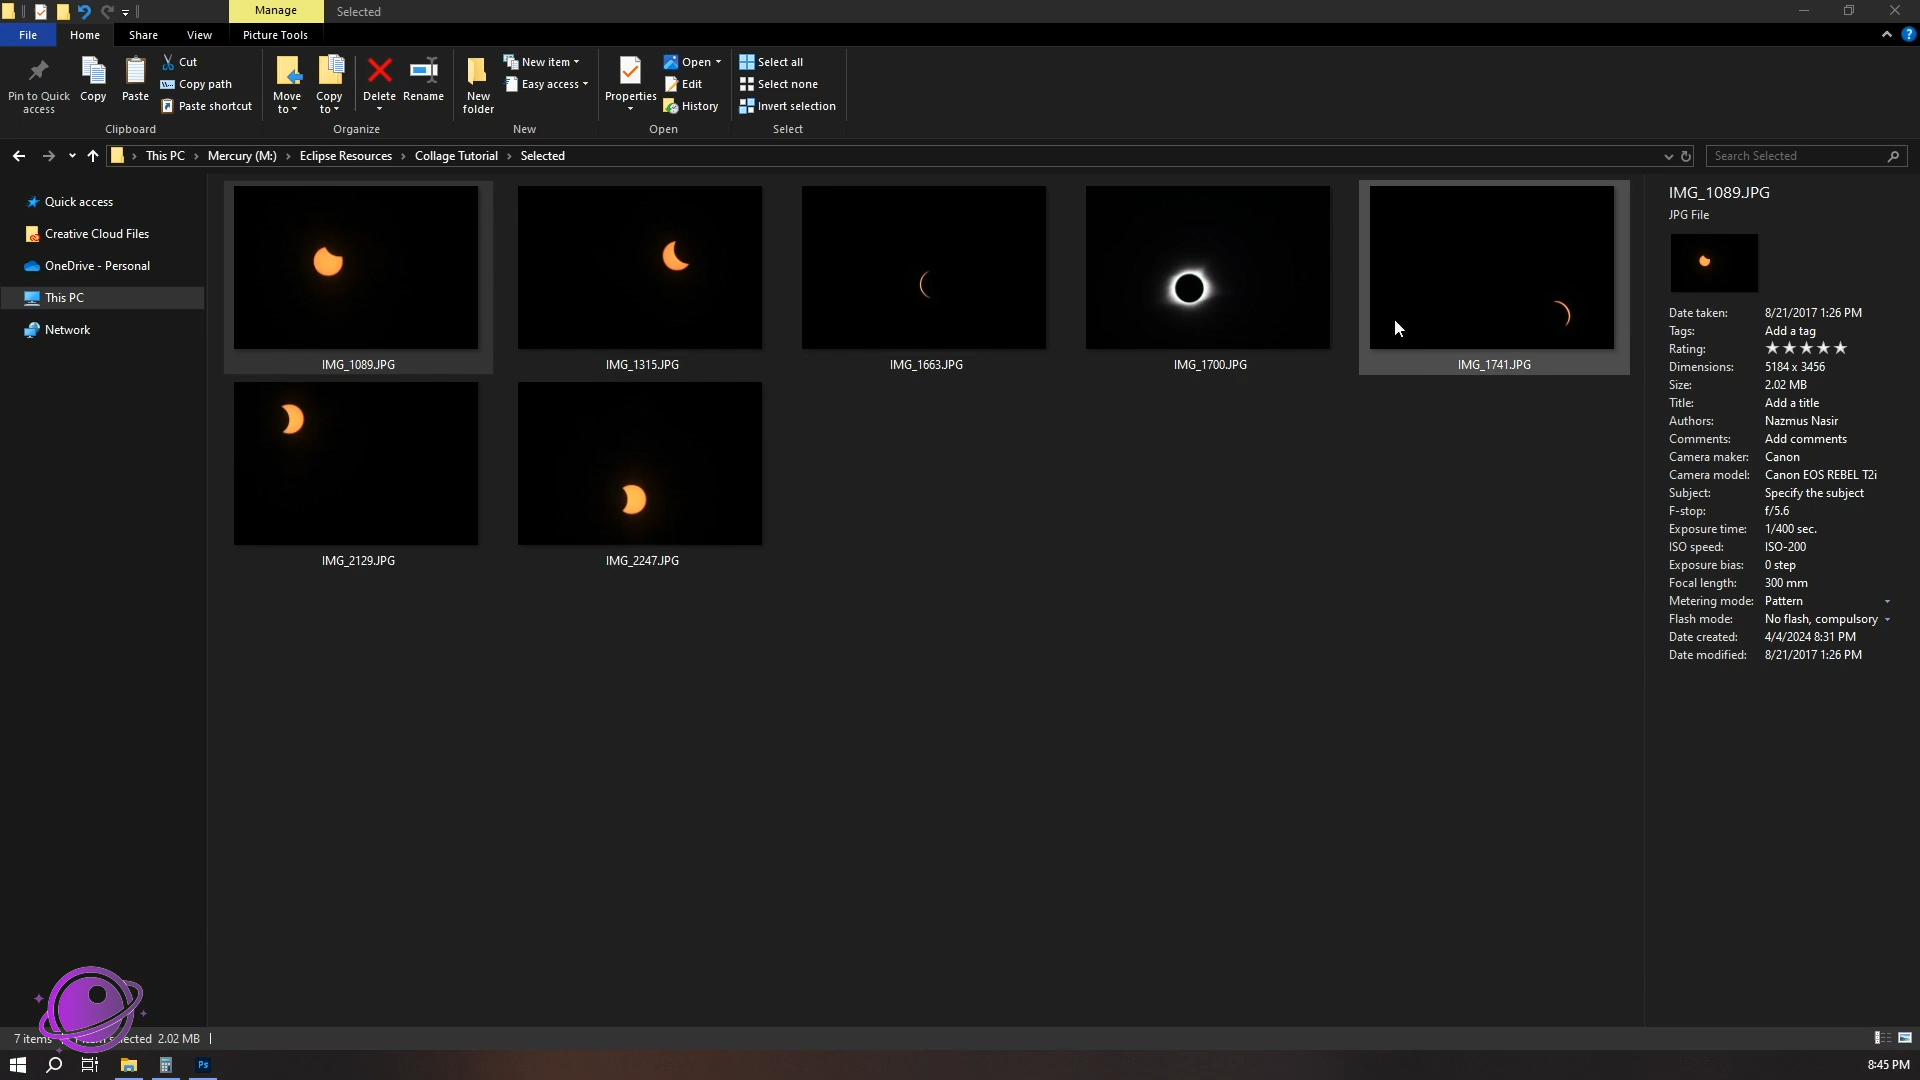 Manage
Selected
File
Home
Share
View
Picture Tools
Pin to Quick access
Copy
Paste
Cut
Copy path
Paste shortcut
Move to
Copy to
Delete
Rename
New folder
New item
Easy access
Properties
Open
Edit
History
Select all
Select none
Invert selection
Clipboard
Organize
New
Open
Select
This PC
Mercury (M:)
Eclipse Resources
Collage Tutorial
Selected
Search Selected
Quick access
Creative Cloud Files
OneDrive - Personal
This PC
Network
IMG_1089.JPG
IMG_1315.JPG
IMG_1663.JPG
IMG_1700.JPG
IMG_1741.JPG
IMG_2129.JPG
IMG_2247.JPG
IMG_1089.JPG
JPG File
Date taken: 8/21/2017 1:26 PM
Tags: Add a tag
Rating:
Dimensions: 5184 x 3456
Size: 2.02 MB
Title: Add a title
Authors: Nazmus Nasir
Comments: Add comments
Camera maker: Canon
Camera model: Canon EOS REBEL T2i
Subject: Specify the subject
F-stop: f/5.6
Exposure time: 1/400 sec.
ISO speed: ISO-200
Exposure bias: 0 step
Focal length: 300 mm
Metering mode: Pattern
Flash mode: No flash, compulsory
Date created: 4/4/2024 8:31 PM
Date modified: 8/21/2017 1:26 PM
7 items
2.02 MB
Ps
8:45 PM